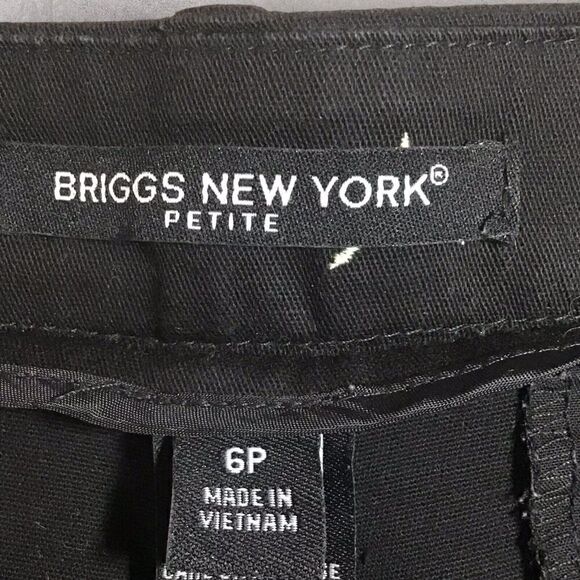 BRIGGS NEW YORK®
PETITE
6P
MADE IN
VIETNAM